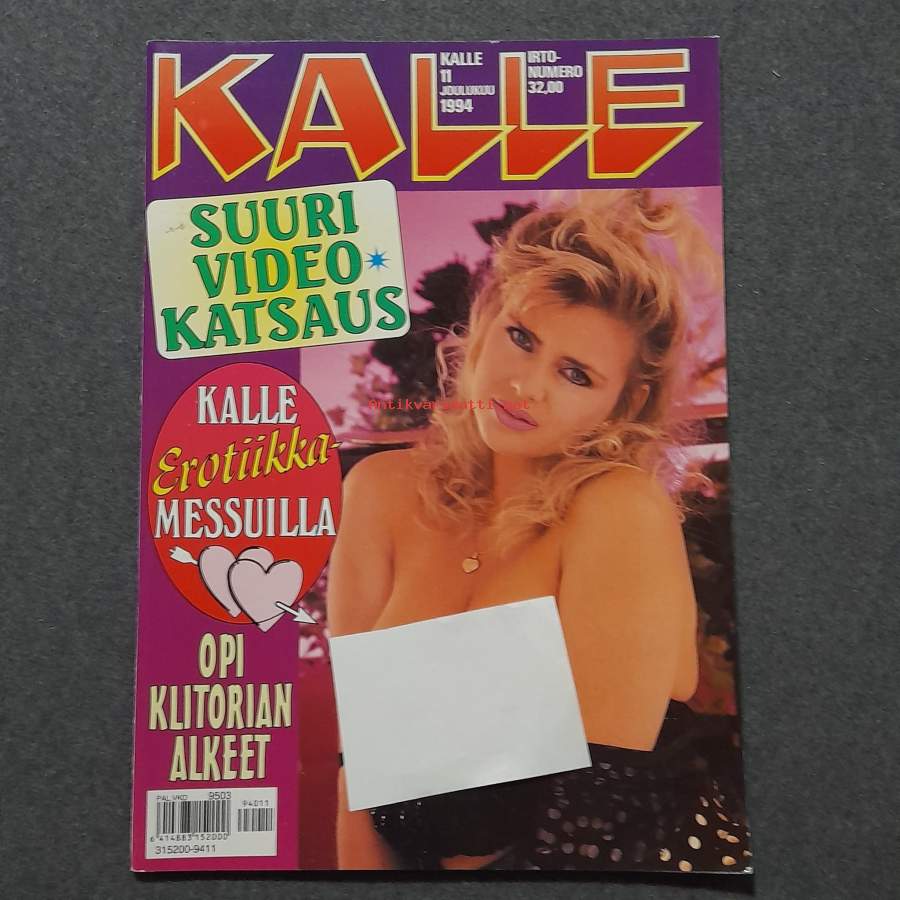 KALLE
KALLE
11
JOULUKUU
1994
IRTO-
NUMERO
32,00
SUURI
VIDEO
KATSAUS
KALLE
Erotiikka-
MESSUILLA
OPI
KLITORIAN
ALKEET
Antikvariaatti.net
PAL.VKO 9503
94011
6 414883 152000
315200-9411